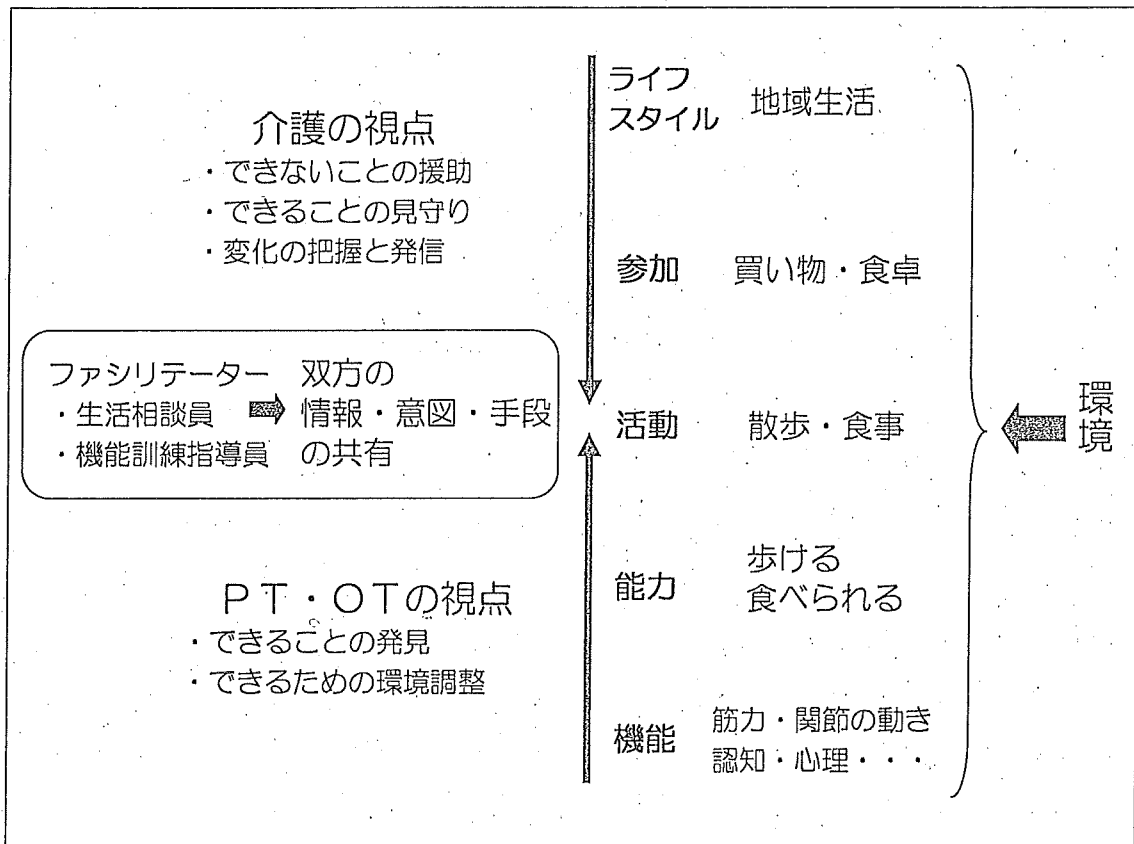 介護の視点
・できないことの援助
・できることの見守り
・変化の把握と発信
ファシリテーター
・生活相談員
・機能訓練指導員
双方の
情報・意図・手段
の共有
PT・OTの視点
・できることの発見
・できるための環境調整
ライフ
スタイル
地域生活
参加
買い物・食卓
活動
散歩・食事
能力
歩ける
食べられる
機能
筋力・関節の動き
認知・心理・・・
環境